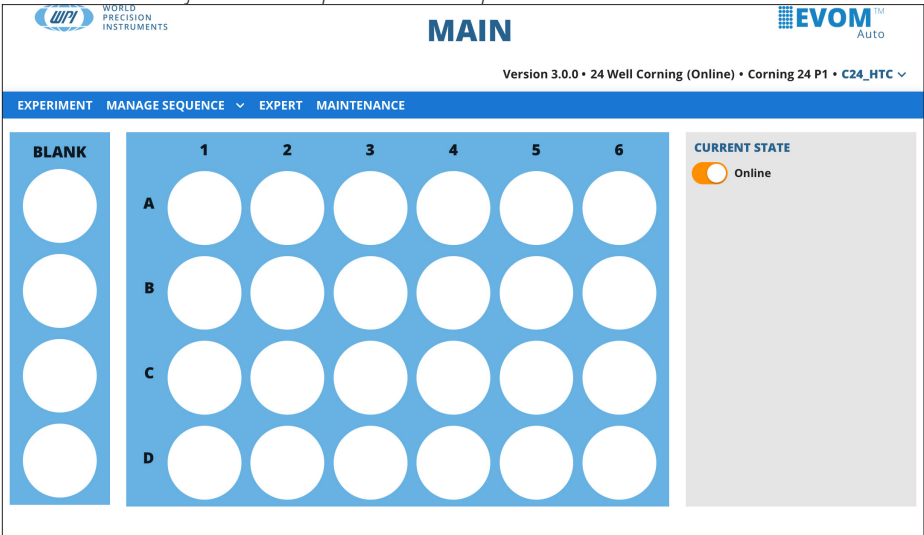 WPI
WORLD
PRECISION
INSTRUMENTS
MAIN
EVOM™
Auto
Version 3.0.0 • 24 Well Corning (Online) • Corning 24 P1 • C24_HTC
EXPERIMENT MANAGE SEQUENCE EXPERT MAINTENANCE
BLANK
1 2 3 4 5 6
CURRENT STATE
Online
A
B
C
D